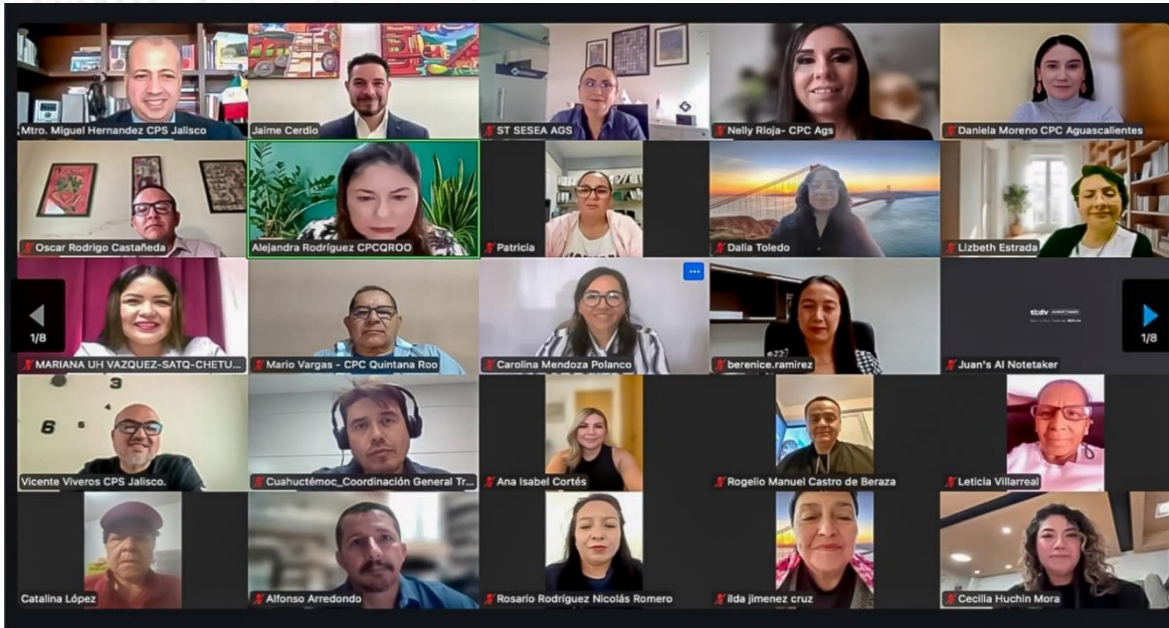 Mtro. Miguel Hernandez CPS Jalisco
Jaime Cerdio
ST SESEA AGS
Nelly Rioja- CPC Ags
Daniela Moreno CPC Aguascalientes
Oscar Rodrigo Castañeda
Alejandra Rodríguez CPCQROO
Patricia
Dalia Toledo
Lizbeth Estrada
1/8
MARIANA UH VAZQUEZ-SATQ-CHETU...
Mario Vargas - CPC Quintana Roo
Carolina Mendoza Polanco
berenice.ramirez
Juan's AI Notetaker
1/8
3
4
6
5
Vicente Viveros CPS Jalisco.
Cuahuctémoc_Coordinación General Tr...
Ana Isabel Cortés
Rogelio Manuel Castro de Beraza
Leticia Villarreal
Catalina López
Alfonso Arredondo
Rosario Rodríguez Nicolás Romero
ilda jimenez cruz
Cecilia Huchin Mora